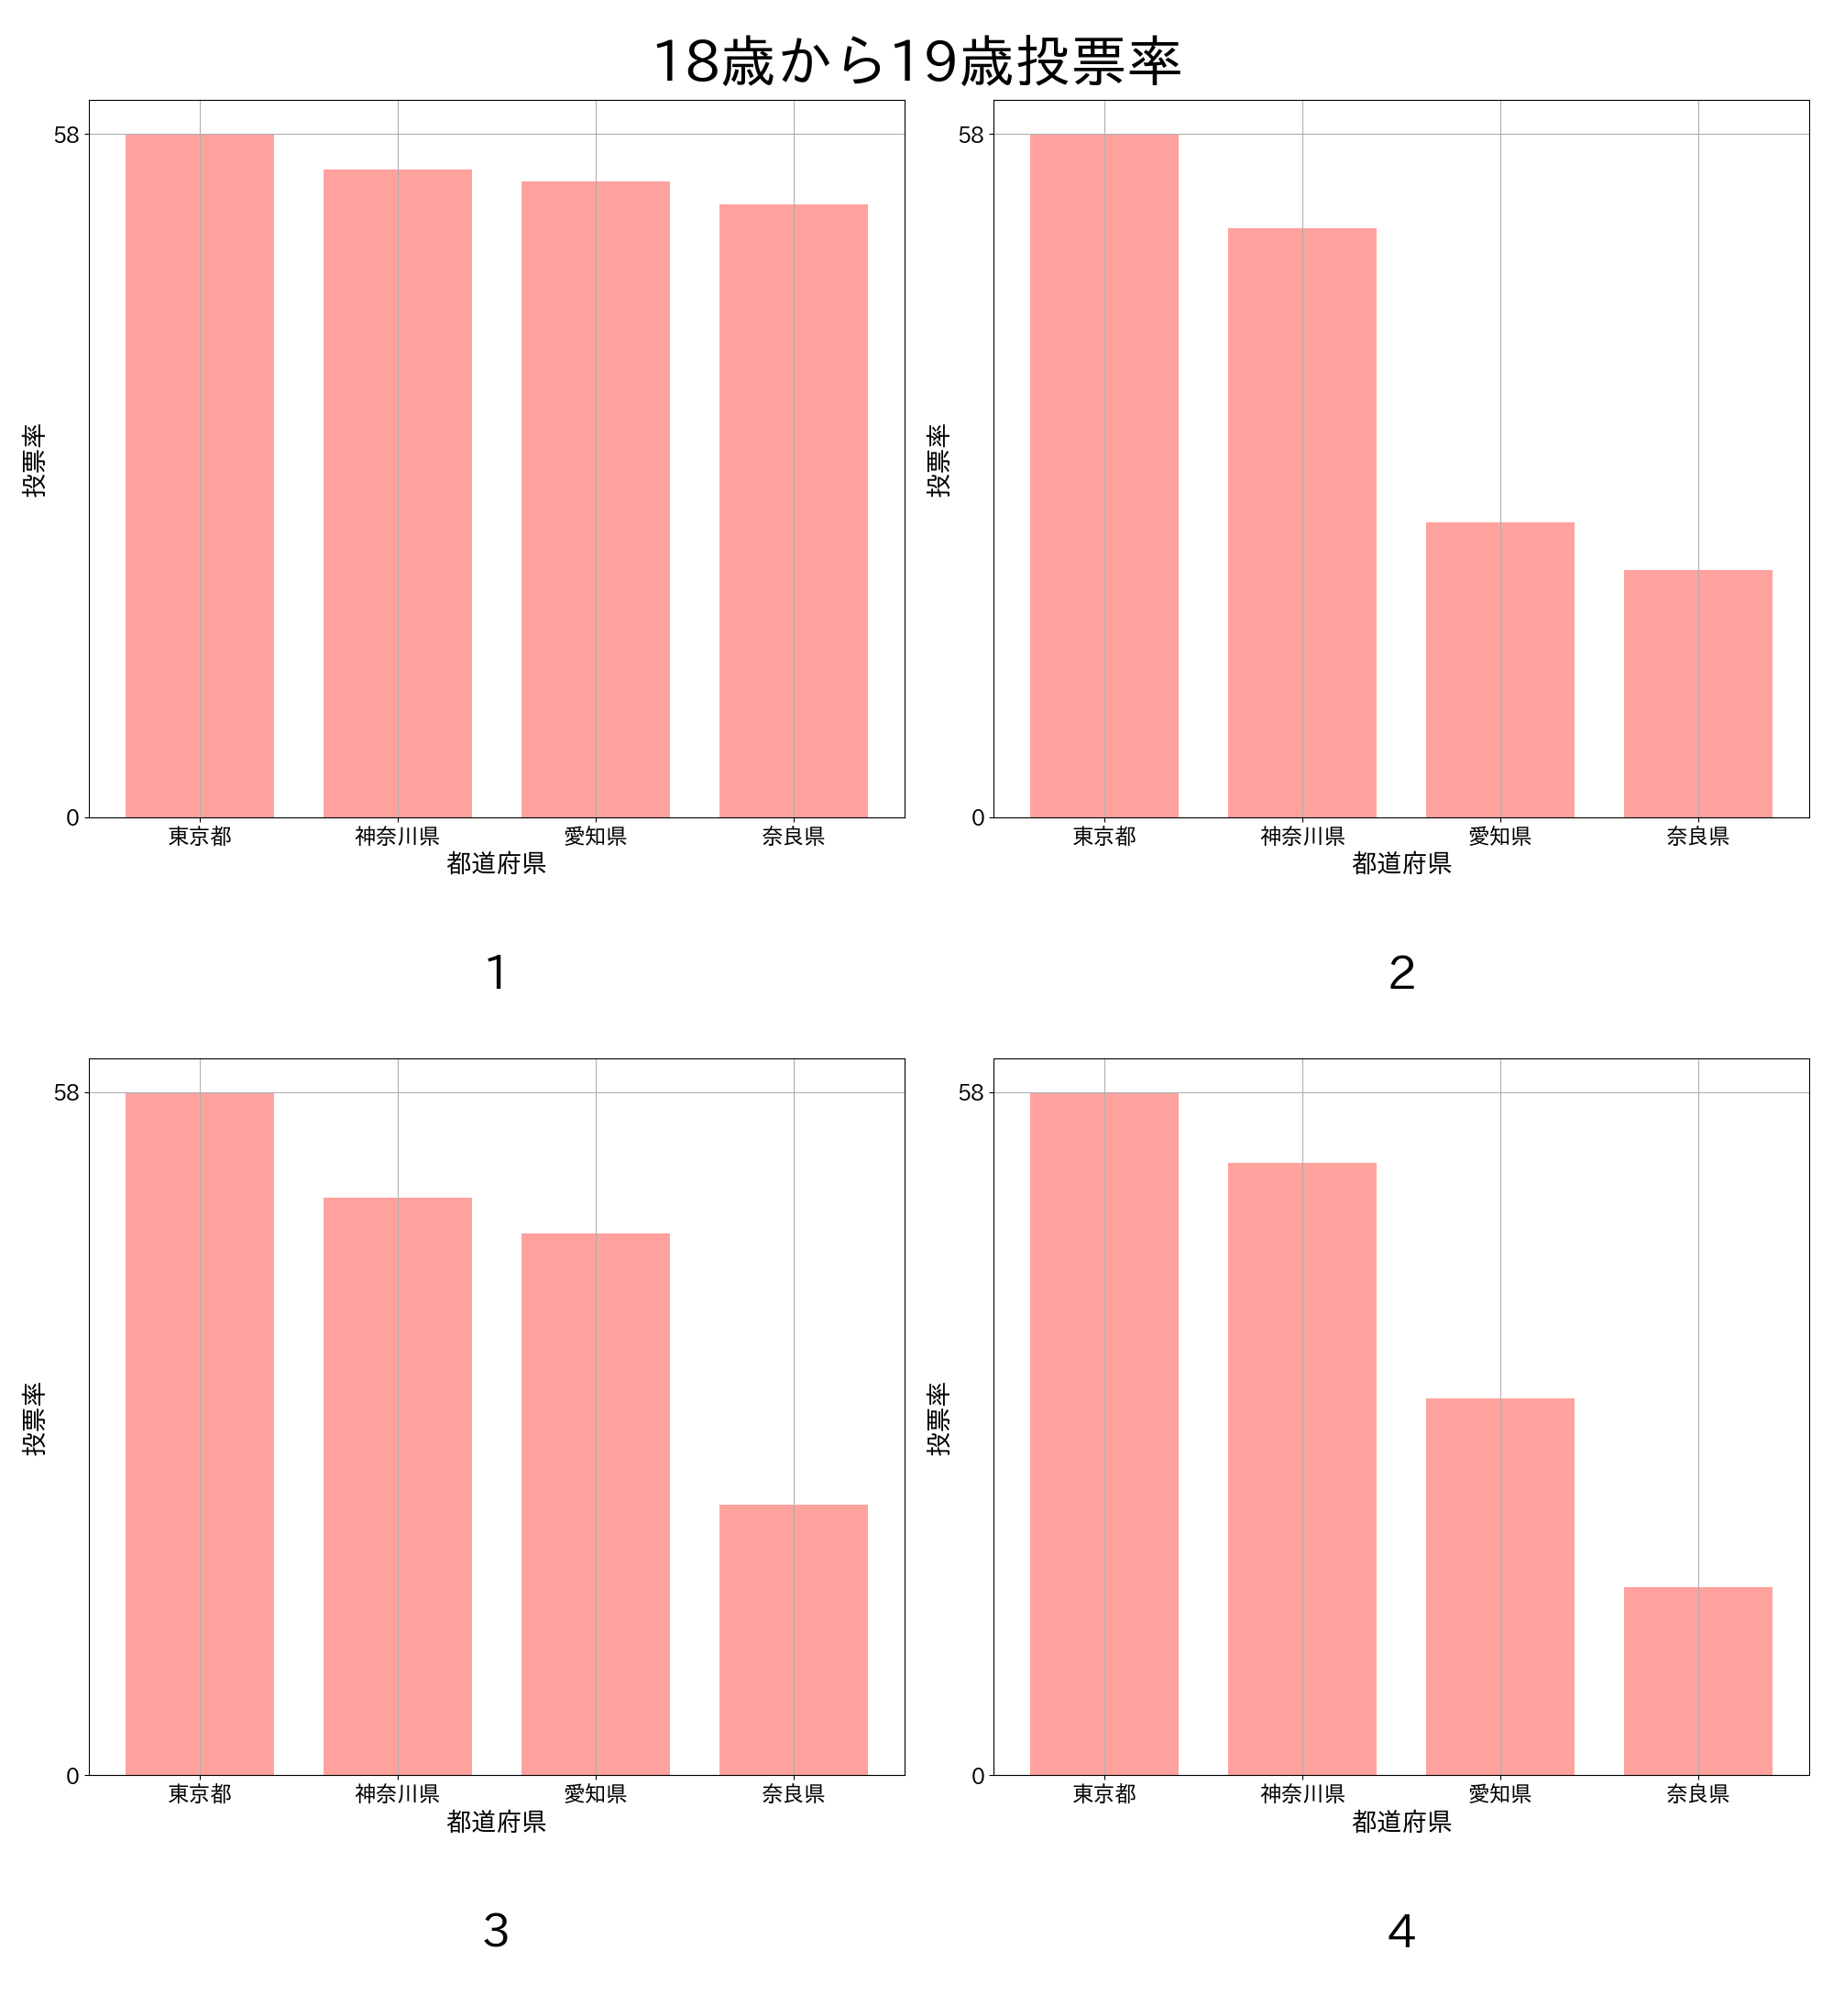 18歳から19歳投票率
58
0
投票率
東京都 神奈川県 愛知県 奈良県
都道府県
1
58
0
投票率
東京都 神奈川県 愛知県 奈良県
都道府県
2
58
0
投票率
東京都 神奈川県 愛知県 奈良県
都道府県
3
58
0
投票率
東京都 神奈川県 愛知県 奈良県
都道府県
4